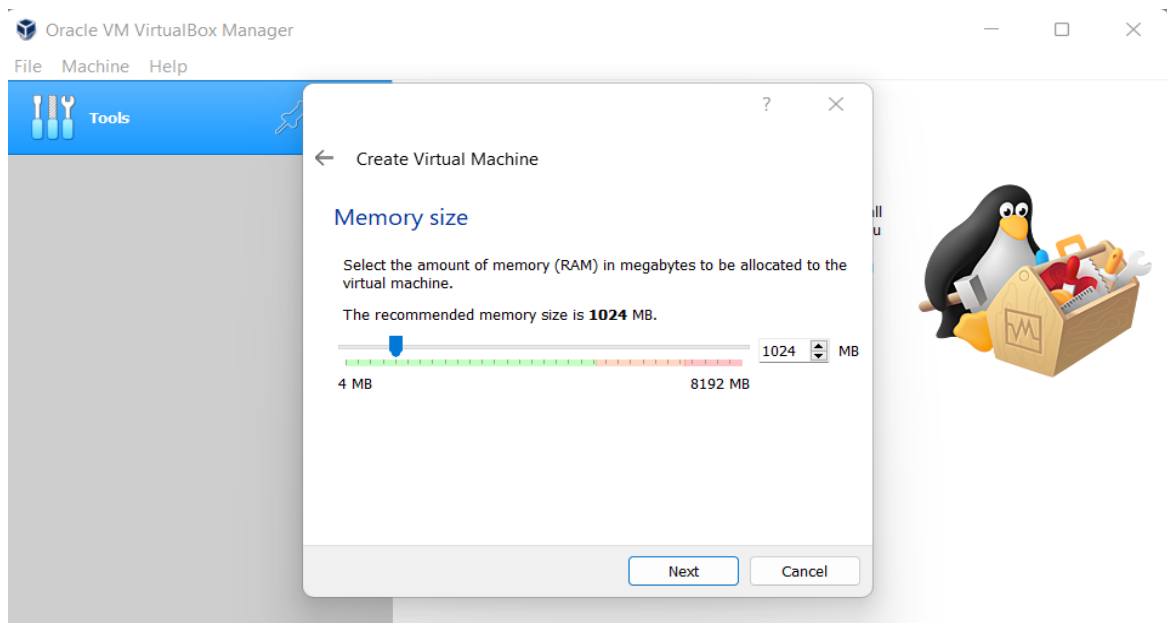 Oracle VM VirtualBox Manager
File Machine Help
Tools
?
Create Virtual Machine
Memory size
Select the amount of memory (RAM) in megabytes to be allocated to the
virtual machine.
The recommended memory size is 1024 MB.
1024 MB
4 MB 8192 MB
Next Cancel